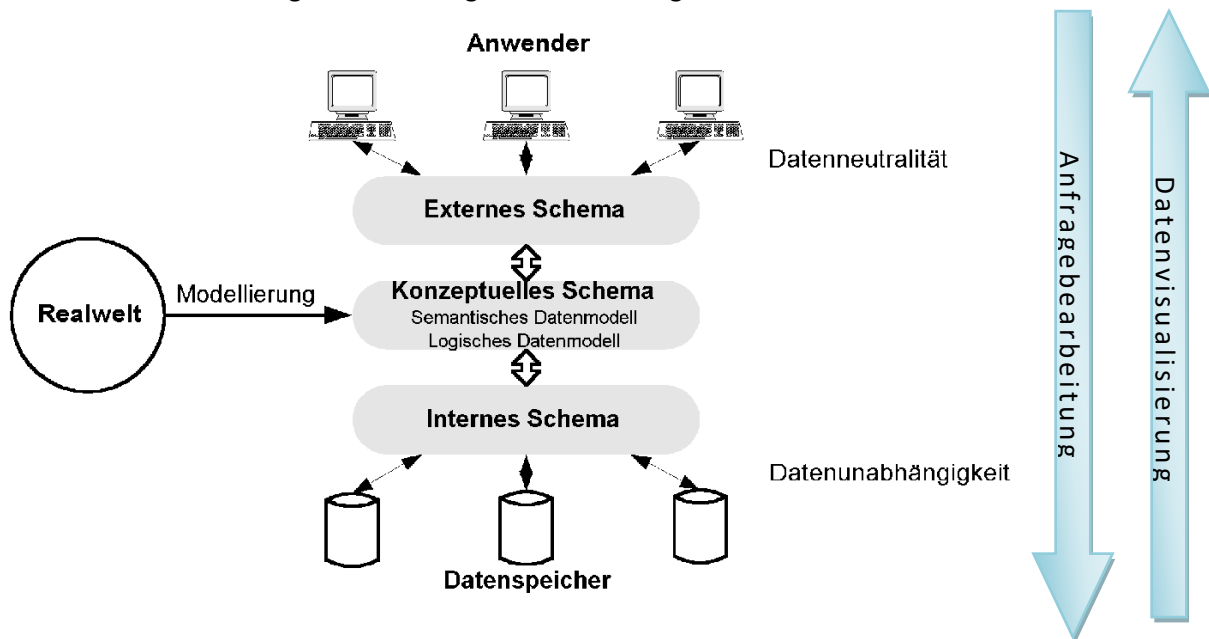 Anwender
Datenneutralität
Externes Schema
Realwelt
Modellierung
Konzeptuelles Schema
Semantisches Datenmodell
Logisches Datenmodell
Internes Schema
Datenunabhängigkeit
Datenspeicher
Anfragebearbeitung
Datenvisualisierung